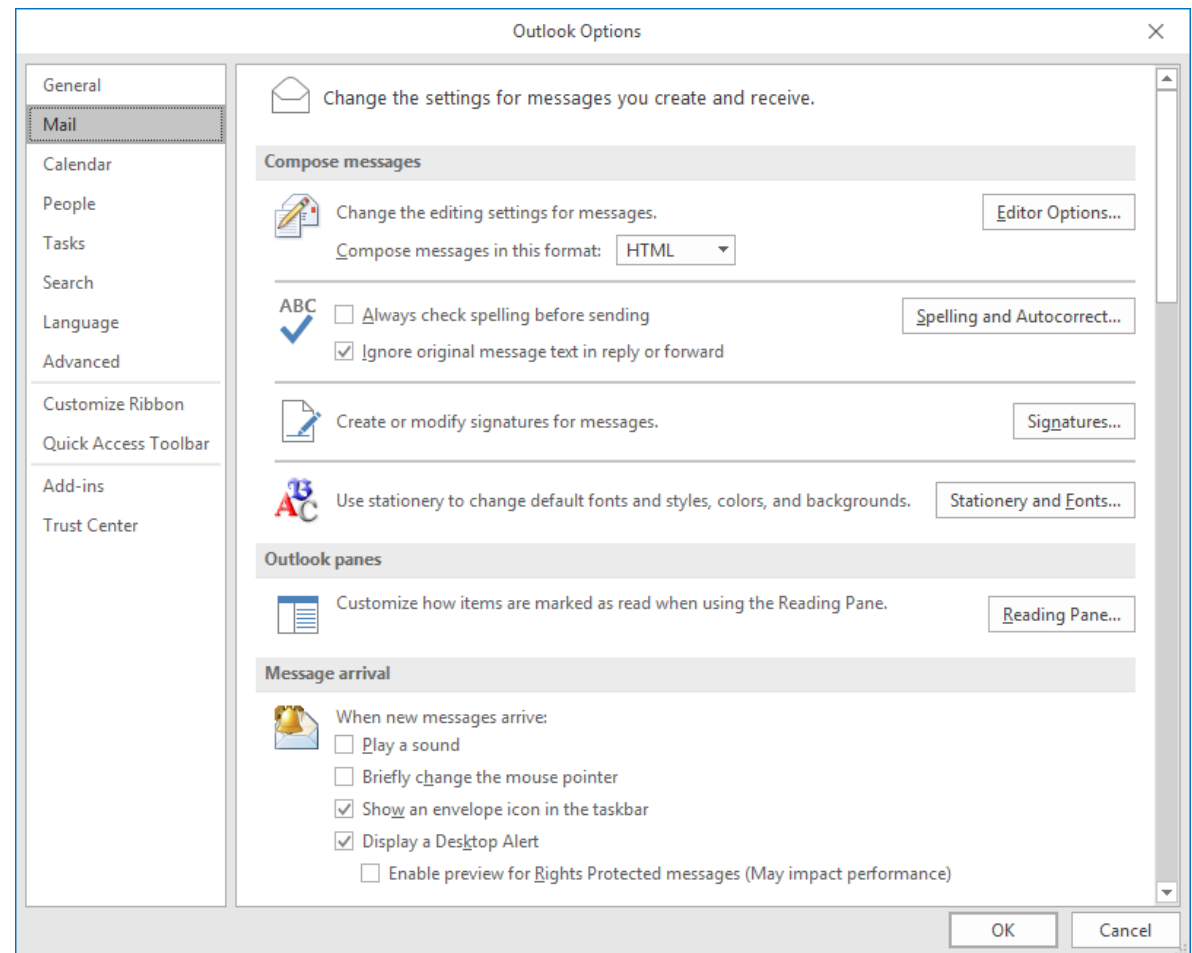 Outlook Options
General
Mail
Calendar
People
Tasks
Search
Language
Advanced
Customize Ribbon
Quick Access Toolbar
Add-ins
Trust Center
Change the settings for messages you create and receive.
Compose messages
Change the editing settings for messages.
Editor Options...
Compose messages in this format:
HTML
ABC
Always check spelling before sending
Spelling and Autocorrect...
Ignore original message text in reply or forward
Create or modify signatures for messages.
Signatures...
ABC
Use stationery to change default fonts and styles, colors, and backgrounds.
Stationery and Fonts...
Outlook panes
Customize how items are marked as read when using the Reading Pane.
Reading Pane...
Message arrival
When new messages arrive:
Play a sound
Briefly change the mouse pointer
Show an envelope icon in the taskbar
Display a Desktop Alert
Enable preview for Rights Protected messages (May impact performance)
OK
Cancel